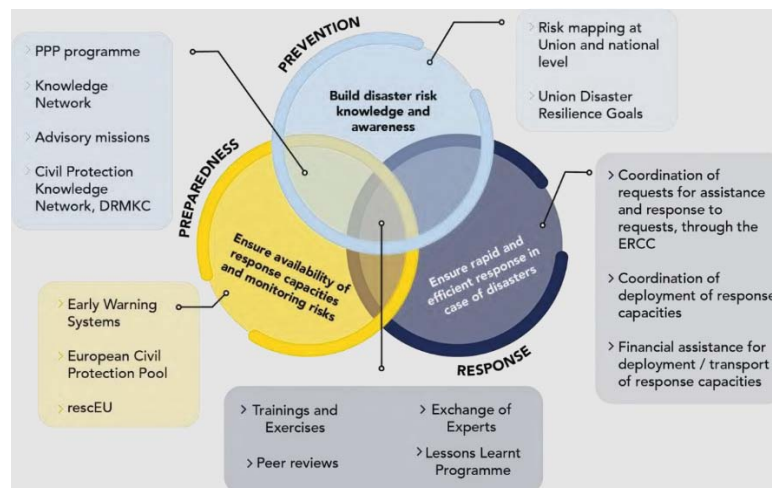 PREVENTION
Build disaster risk
knowledge and
awareness
PREPAREDNESS
Ensure availability of
response capacities
and monitoring risks
RESPONSE
Ensure rapid and
efficient response in
case of disasters
> PPP programme
> Knowledge
Network
> Advisory missions
> Civil Protection
Knowledge
Network, DRMKC
> Risk mapping at
Union and national
level
> Union Disaster
Resilience Goals
> Coordination of
requests for assistance
and response to
requests, through the
ERCC
> Coordination of
deployment of response
capacities
> Financial assistance for
deployment / transport
of response capacities
> Early Warning
Systems
> European Civil
Protection Pool
> rescEU
> Trainings and
Exercises
> Peer reviews
> Exchange of
Experts
> Lessons Learnt
Programme